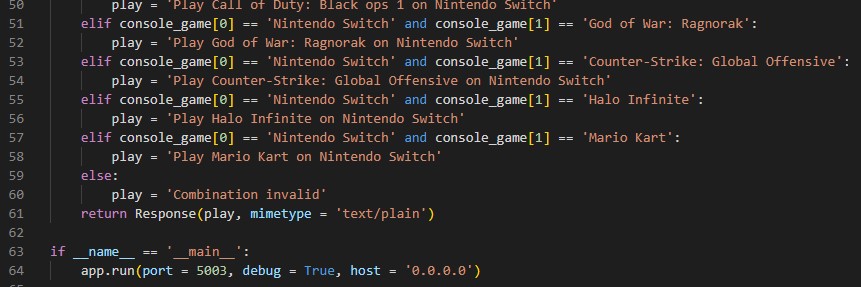 50 play = 'Play Call of Duty: Black ops 1 on Nintendo Switch'
51 elif console_game[0] == 'Nintendo Switch' and console_game[1] == 'God of War: Ragnorak':
52 play = 'Play God of War: Ragnorak on Nintendo Switch'
53 elif console_game[0] == 'Nintendo Switch' and console_game[1] == 'Counter-Strike: Global Offensive':
54 play = 'Play Counter-Strike: Global Offensive on Nintendo Switch'
55 elif console_game[0] == 'Nintendo Switch' and console_game[1] == 'Halo Infinite':
56 play = 'Play Halo Infinite on Nintendo Switch'
57 elif console_game[0] == 'Nintendo Switch' and console_game[1] == 'Mario Kart':
58 play = 'Play Mario Kart on Nintendo Switch'
59 else:
60 play = 'Combination invalid'
61 return Response(play, mimetype = 'text/plain')
62
63 if __name__ == '__main__':
64 app.run(port = 5003, debug = True, host = '0.0.0.0')